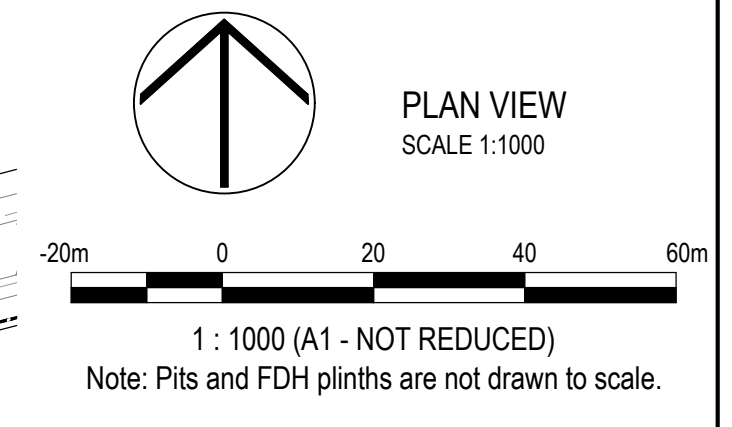 PLAN VIEW
SCALE 1:1000
-20m 0 20 40 60m
1 : 1000 (A1 - NOT REDUCED)
Note: Pits and FDH plinths are not drawn to scale.